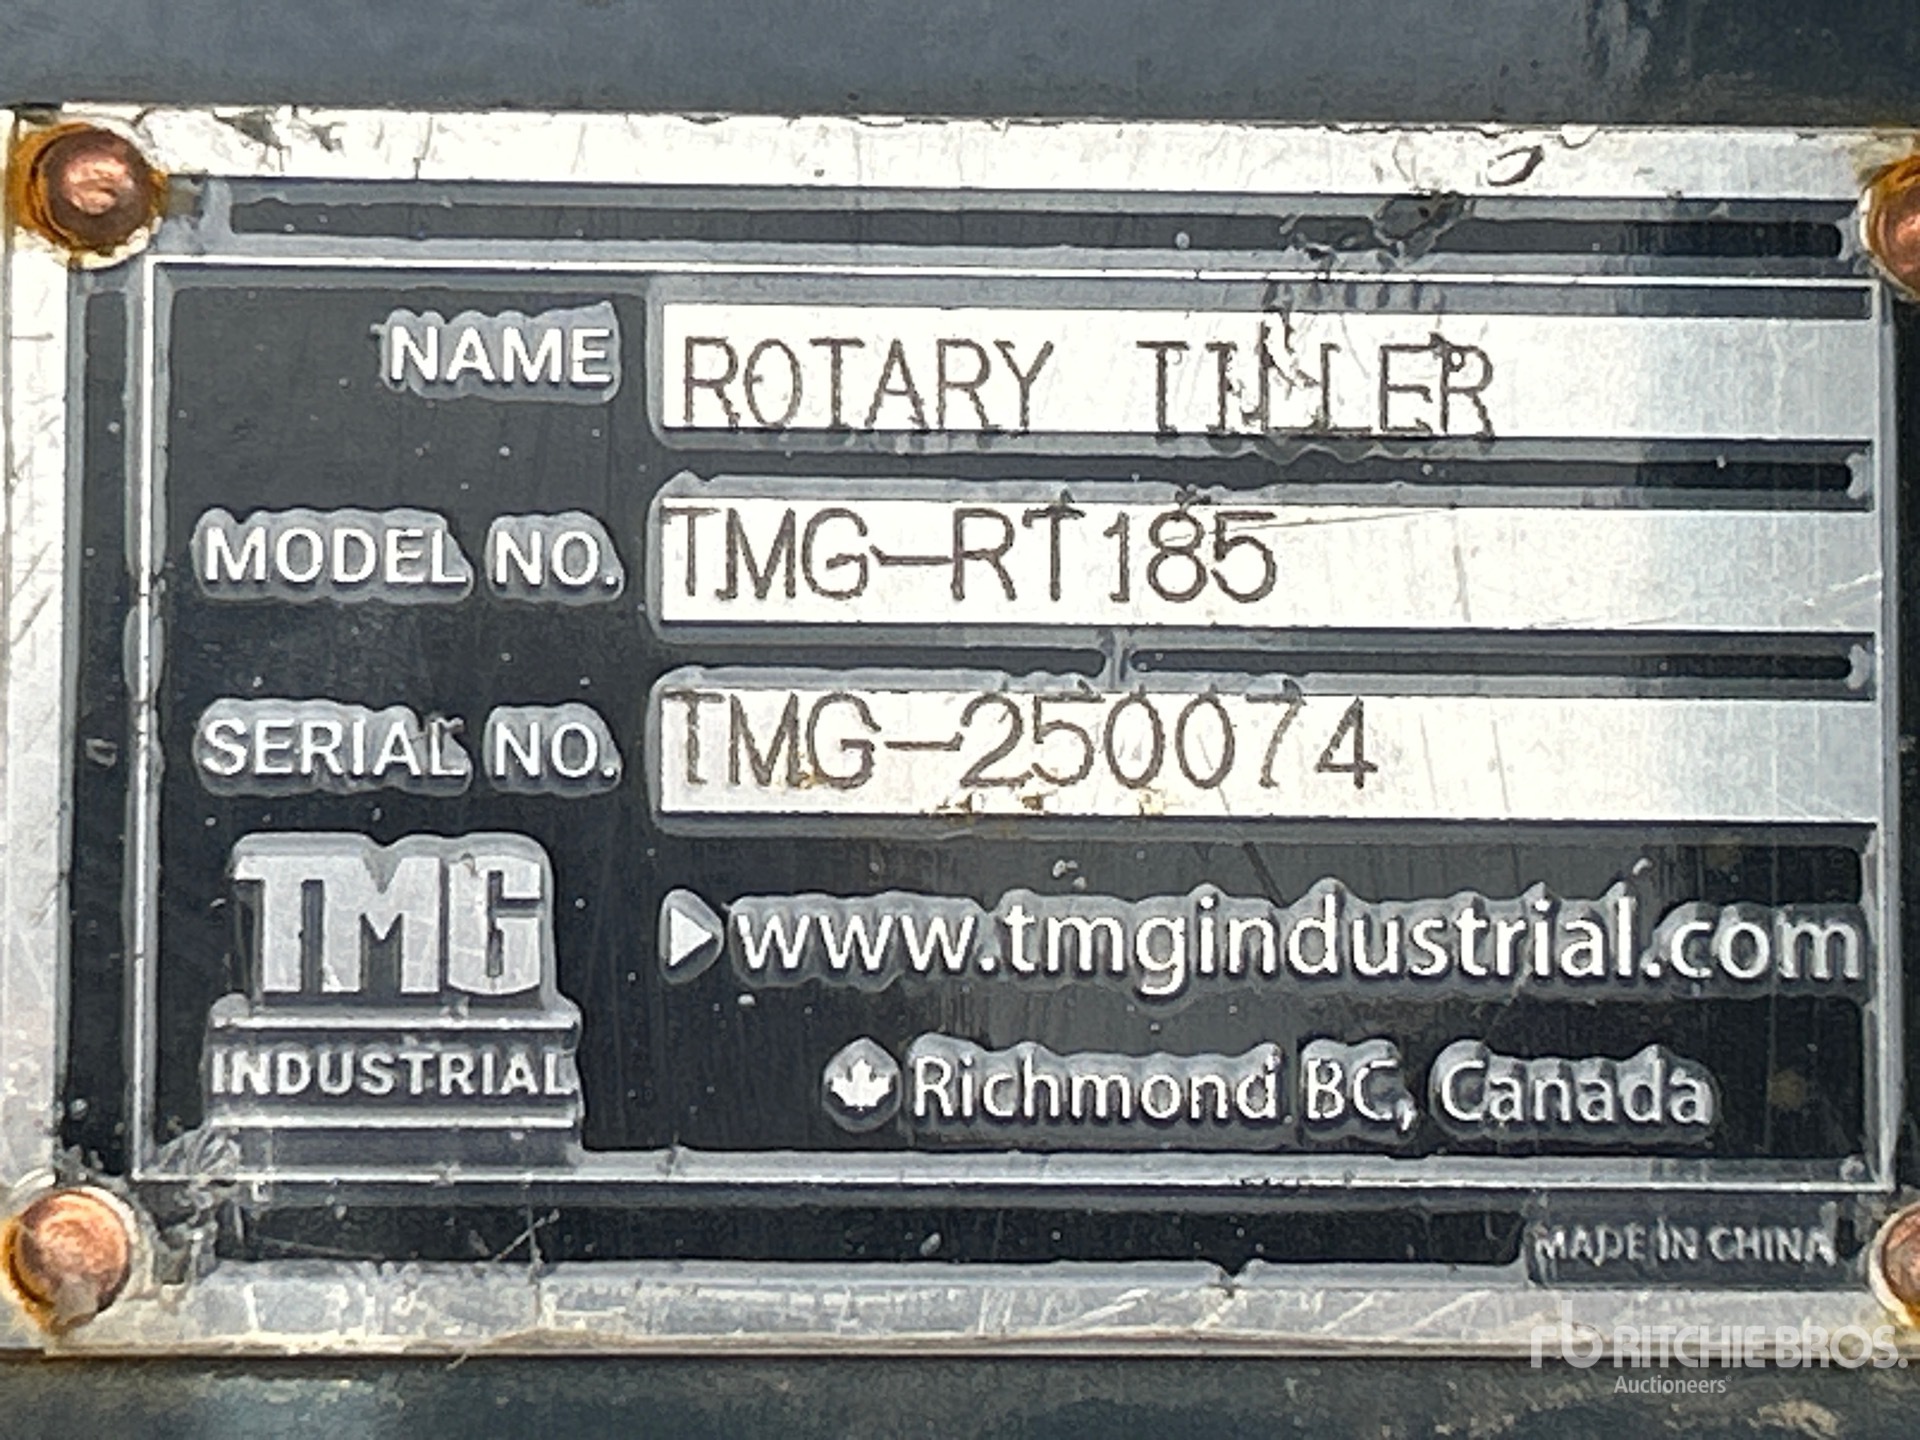 NAME ROTARY TILLER
MODEL NO. TMG-RT185
SERIAL NO. TMG-250074
TMG
INDUSTRIAL
www.tmgindustrial.com
Richmond BC, Canada
MADE IN CHINA
rb RITCHIE BROS.
Auctioneers